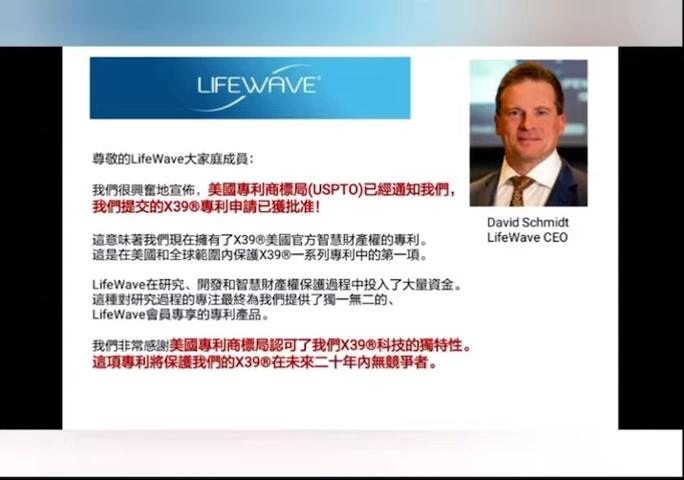 LIFEWAVE®
尊敬的LifeWave大家庭成員：
我們很興奮地宣佈，美國專利商標局(USPTO)已經通知我們，
我們提交的X39®專利申請已獲批准！
這意味著我們現在擁有了X39®美國官方智慧財產權的專利。
這是在美國和全球範圍內保護X39®一系列專利中的第一項。
LifeWave在研究、開發和智慧財產權保護過程中投入了大量資金。
這種對研究過程的專注最終為我們提供了獨一無二的、
LifeWave會員專享的專利產品。
我們非常感謝美國專利商標局認可了我們X39®科技的獨特性。
這項專利將保護我們的X39®在未來二十年內無競爭者。
David Schmidt
LifeWave CEO